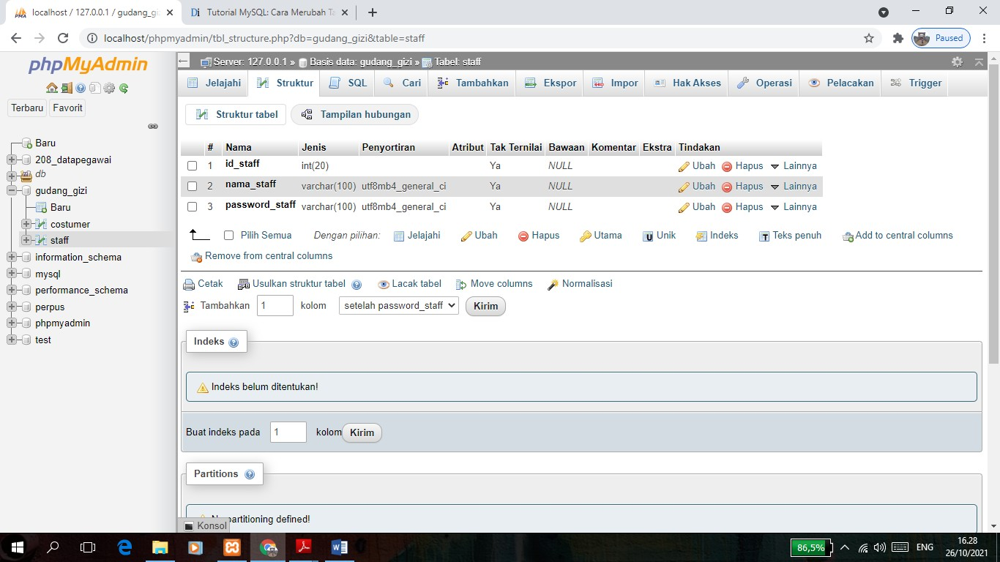 localhost / 127.0.0.1 / gudang_gi
Tutorial MySQL: Cara Merubah Ta
localhost/phpmyadmin/tbl_structure.php?db=gudang_gizi&table=staff
Paused
phpMyAdmin
Terbaru Favorit
Baru
208_datapegawai
db
gudang_gizi
Baru
costumer
staff
information_schema
mysql
performance_schema
perpus
phpmyadmin
test
Server: 127.0.0.1 » Basis data: gudang_gizi » Tabel: staff
Jelajahi Struktur SQL Cari Tambahkan Ekspor Impor Hak Akses Operasi Pelacakan Trigger
Struktur tabel Tampilan hubungan
# Nama Jenis Penyortiran Atribut Tak Ternilai Bawaan Komentar Ekstra Tindakan
1 id_staff int(20) Ya NULL Ubah Hapus Lainnya
2 nama_staff varchar(100) utf8mb4_general_ci Ya NULL Ubah Hapus Lainnya
3 password_staff varchar(100) utf8mb4_general_ci Ya NULL Ubah Hapus Lainnya
Pilih Semua Dengan pilihan: Jelajahi Ubah Hapus Utama Unik Indeks Teks penuh Add to central columns
Remove from central columns
Cetak Usulkan struktur tabel Lacak tabel Move columns Normalisasi
Tambahkan 1 kolom setelah password_staff Kirim
Indeks
Indeks belum ditentukan!
Buat indeks pada 1 kolom Kirim
Partitions
partitioning defined!
Konsol
86,5% ENG
16.28
26/10/2021